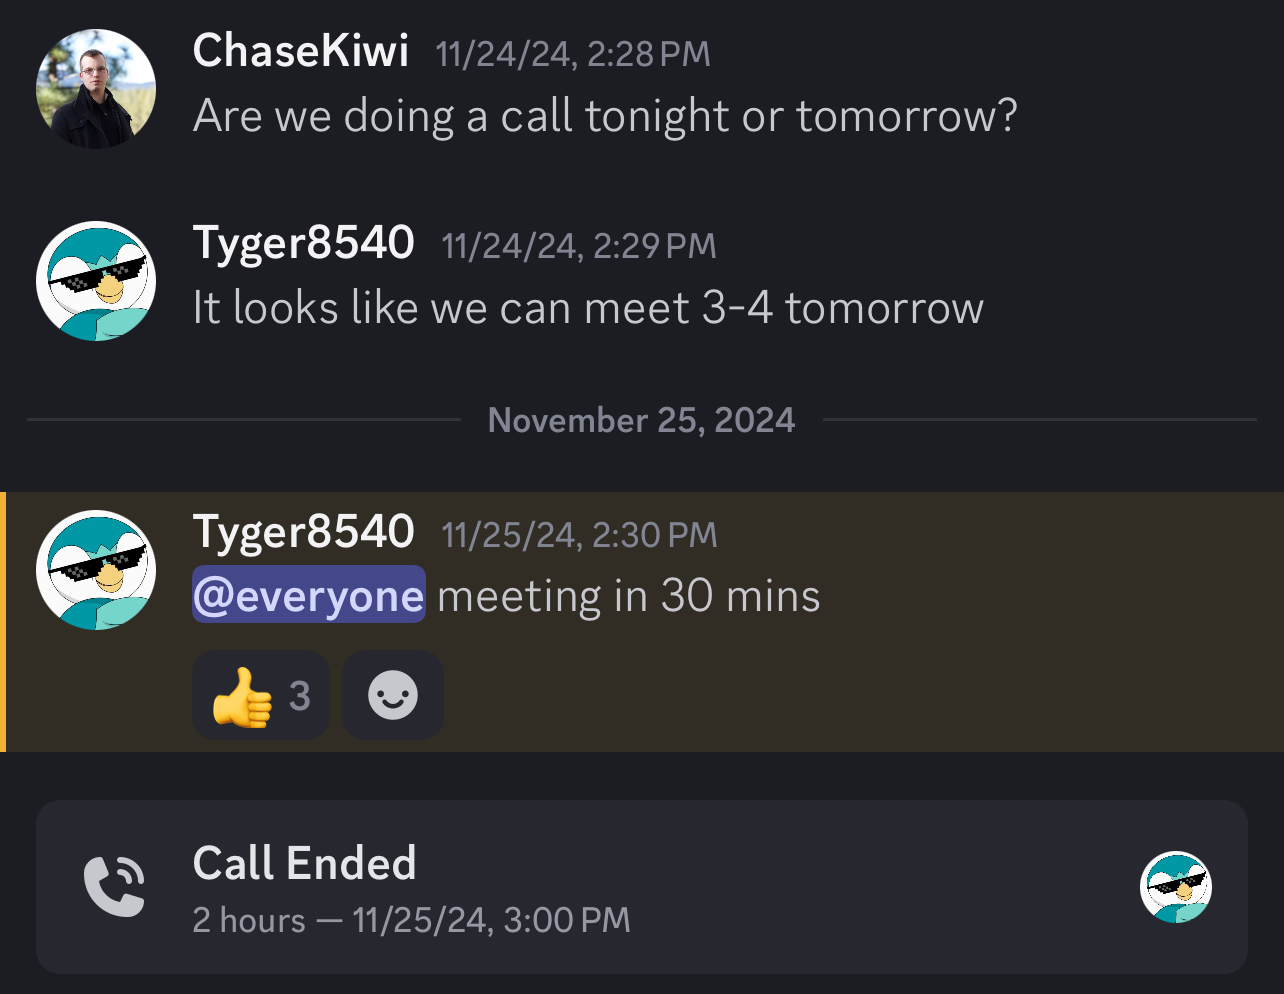 ChaseKiwi 11/24/24, 2:28 PM
Are we doing a call tonight or tomorrow?
Tyger8540 11/24/24, 2:29 PM
It looks like we can meet 3-4 tomorrow
November 25, 2024
Tyger8540 11/25/24, 2:30 PM
@everyone meeting in 30 mins
👍 3
Call Ended
2 hours — 11/25/24, 3:00 PM